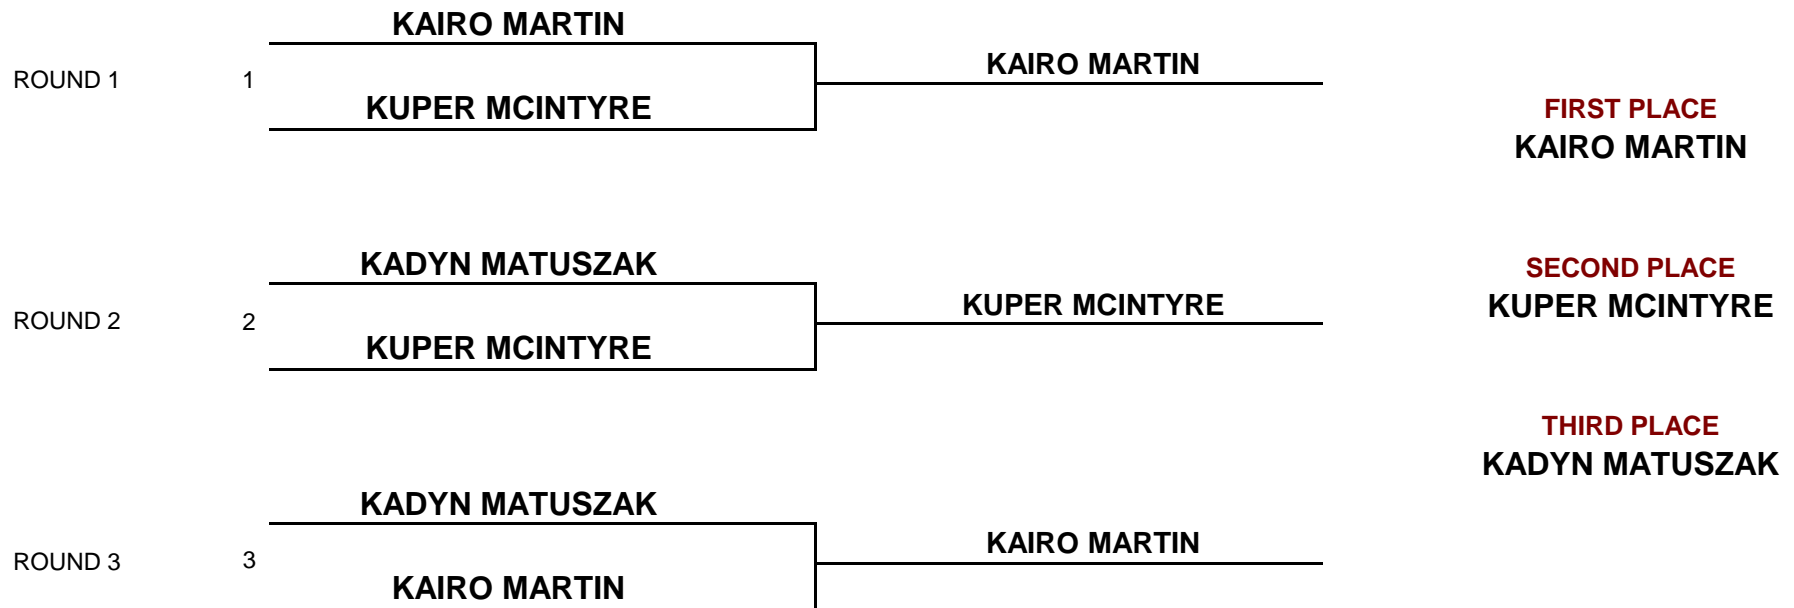 KAIRO MARTIN
ROUND 1
1
KAIRO MARTIN
KUPER MCINTYRE
FIRST PLACE
KAIRO MARTIN
KADYN MATUSZAK
ROUND 2
2
KUPER MCINTYRE
KUPER MCINTYRE
SECOND PLACE
KUPER MCINTYRE
THIRD PLACE
KADYN MATUSZAK
KADYN MATUSZAK
ROUND 3
3
KAIRO MARTIN
KAIRO MARTIN